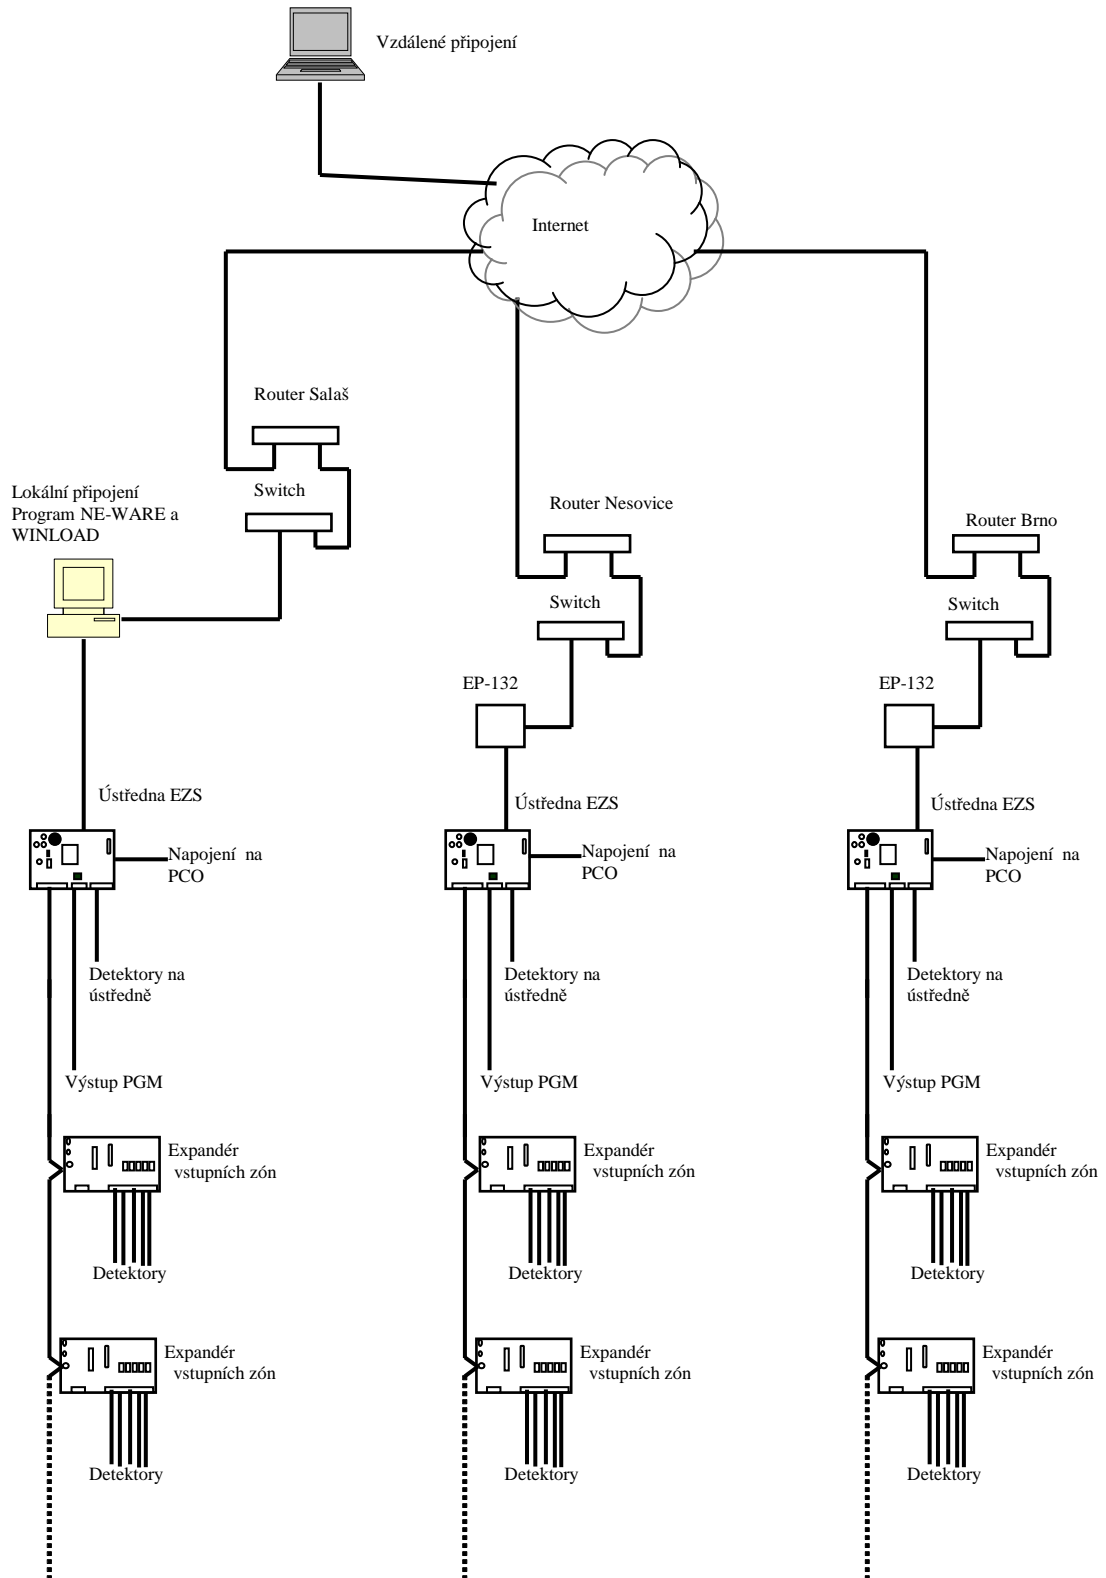 Vzdálené připojení
Internet
Router Salaš
Switch
Lokální připojení
Program NE-WARE a
WINLOAD
Router Nesovice
Switch
Router Brno
Switch
EP-132
EP-132
Ústředna EZS
Ústředna EZS
Ústředna EZS
Napojení na
PCO
Napojení na
PCO
Napojení na
PCO
Detektory na
ústředně
Detektory na
ústředně
Detektory na
ústředně
Výstup PGM
Výstup PGM
Výstup PGM
Expandér
vstupních zón
Expandér
vstupních zón
Expandér
vstupních zón
Detektory
Detektory
Detektory
Expandér
vstupních zón
Expandér
vstupních zón
Expandér
vstupních zón
Detektory
Detektory
Detektory